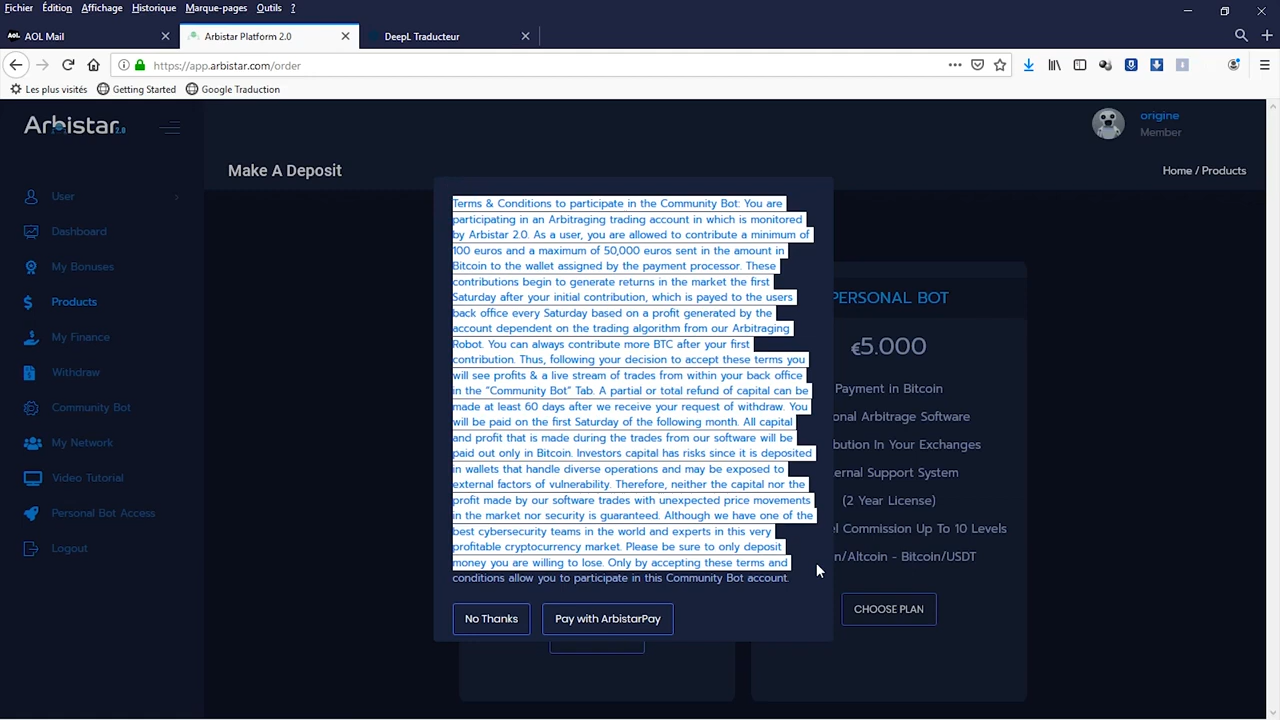 Fichier Édition Affichage Historique Marque-pages Outils ?
AOL Mail
Arbistar Platform 2.0
DeepL Traducteur
https://app.arbistar.com/order
Les plus visités Getting Started Google Traduction
Arbistar 2.0
origine
Member
Make A Deposit
Home / Products
User
Dashboard
My Bonuses
Products
My Finance
Withdraw
Community Bot
My Network
Video Tutorial
Personal Bot Access
Logout
Terms & Conditions to participate in the Community Bot: You are
participating in an Arbitraging trading account in which is monitored
by Arbistar 2.0. As a user, you are allowed to contribute a minimum of
100 euros and a maximum of 50,000 euros sent in the amount in
Bitcoin to the wallet assigned by the payment processor. These
contributions begin to generate returns in the market the first
Saturday after your initial contribution, which is payed to the users
back office every Saturday based on a profit generated by the
account dependent on the trading algorithm from our Arbitraging
Robot. You can always contribute more BTC after your first
contribution. Thus, following your decision to accept these terms you
will see profits & a live stream of trades from within your back office
in the “Community Bot” Tab. A partial or total refund of capital can be
made at least 60 days after we receive your request of withdraw. You
will be paid on the first Saturday of the following month. All capital
and profit that is made during the trades from our software will be
paid out only in Bitcoin. Investors capital has risks since it is deposited
in wallets that handle diverse operations and may be exposed to
external factors of vulnerability. Therefore, neither the capital nor the
profit made by our software trades with unexpected price movements
in the market nor security is guaranteed. Although we have one of the
best cybersecurity teams in the world and experts in this very
profitable cryptocurrency market. Please be sure to only deposit
money you are willing to lose. Only by accepting these terms and
conditions allow you to participate in this Community Bot account.
No Thanks
Pay with ArbistarPay
PERSONAL BOT
€5.000
Payment in Bitcoin
onal Arbitrage Software
bution In Your Exchanges
ernal Support System
(2 Year License)
el Commission Up To 10 Levels
n/Altcoin - Bitcoin/USDT
CHOOSE PLAN